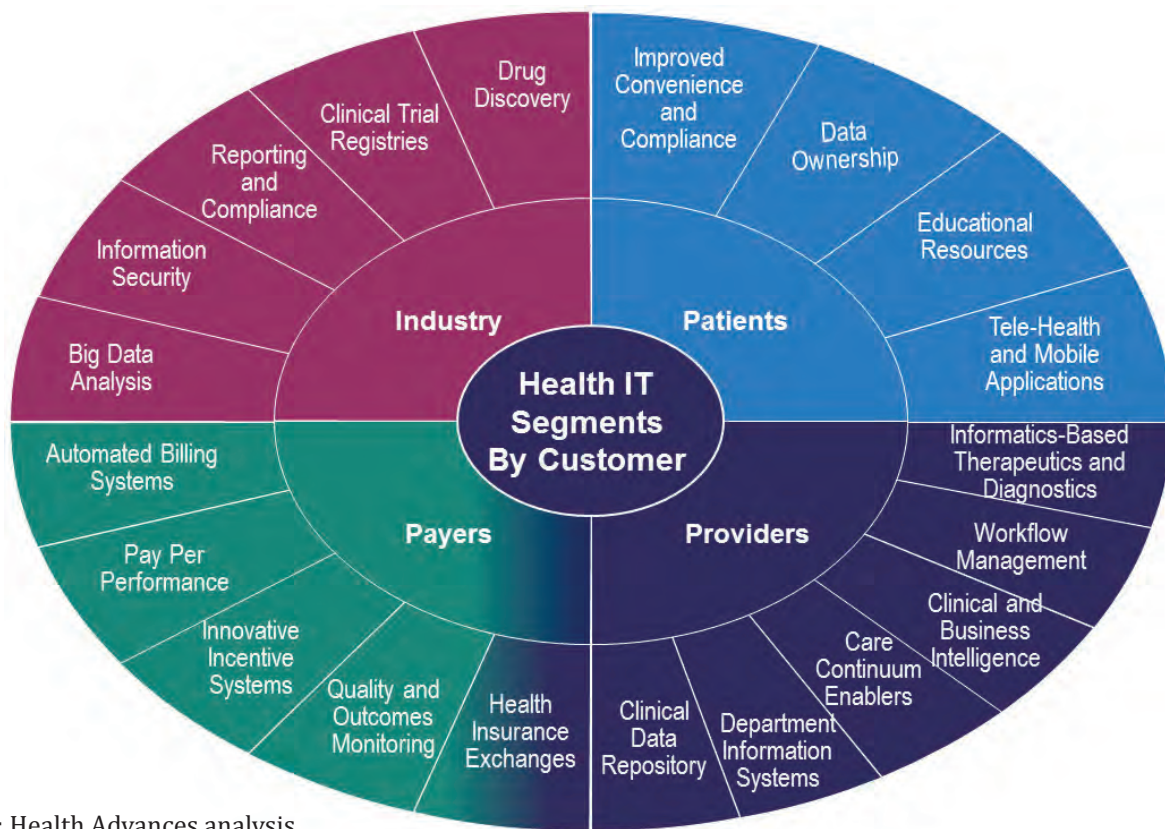 Drug
Discovery
Clinical Trial
Registries
Reporting
and
Compliance
Information
Security
Big Data
Analysis
Industry
Improved
Convenience
and
Compliance
Data
Ownership
Educational
Resources
Tele-Health
and Mobile
Applications
Patients
Health IT
Segments
By Customer
Automated Billing
Systems
Pay Per
Performance
Innovative
Incentive
Systems
Quality and
Outcomes
Monitoring
Health
Insurance
Exchanges
Payers
Providers
Informatics-Based
Therapeutics and
Diagnostics
Workflow
Management
Clinical and
Business
Intelligence
Care
Continuum
Enablers
Department
Information
Systems
Clinical
Data
Repository
: Health Advances analysis